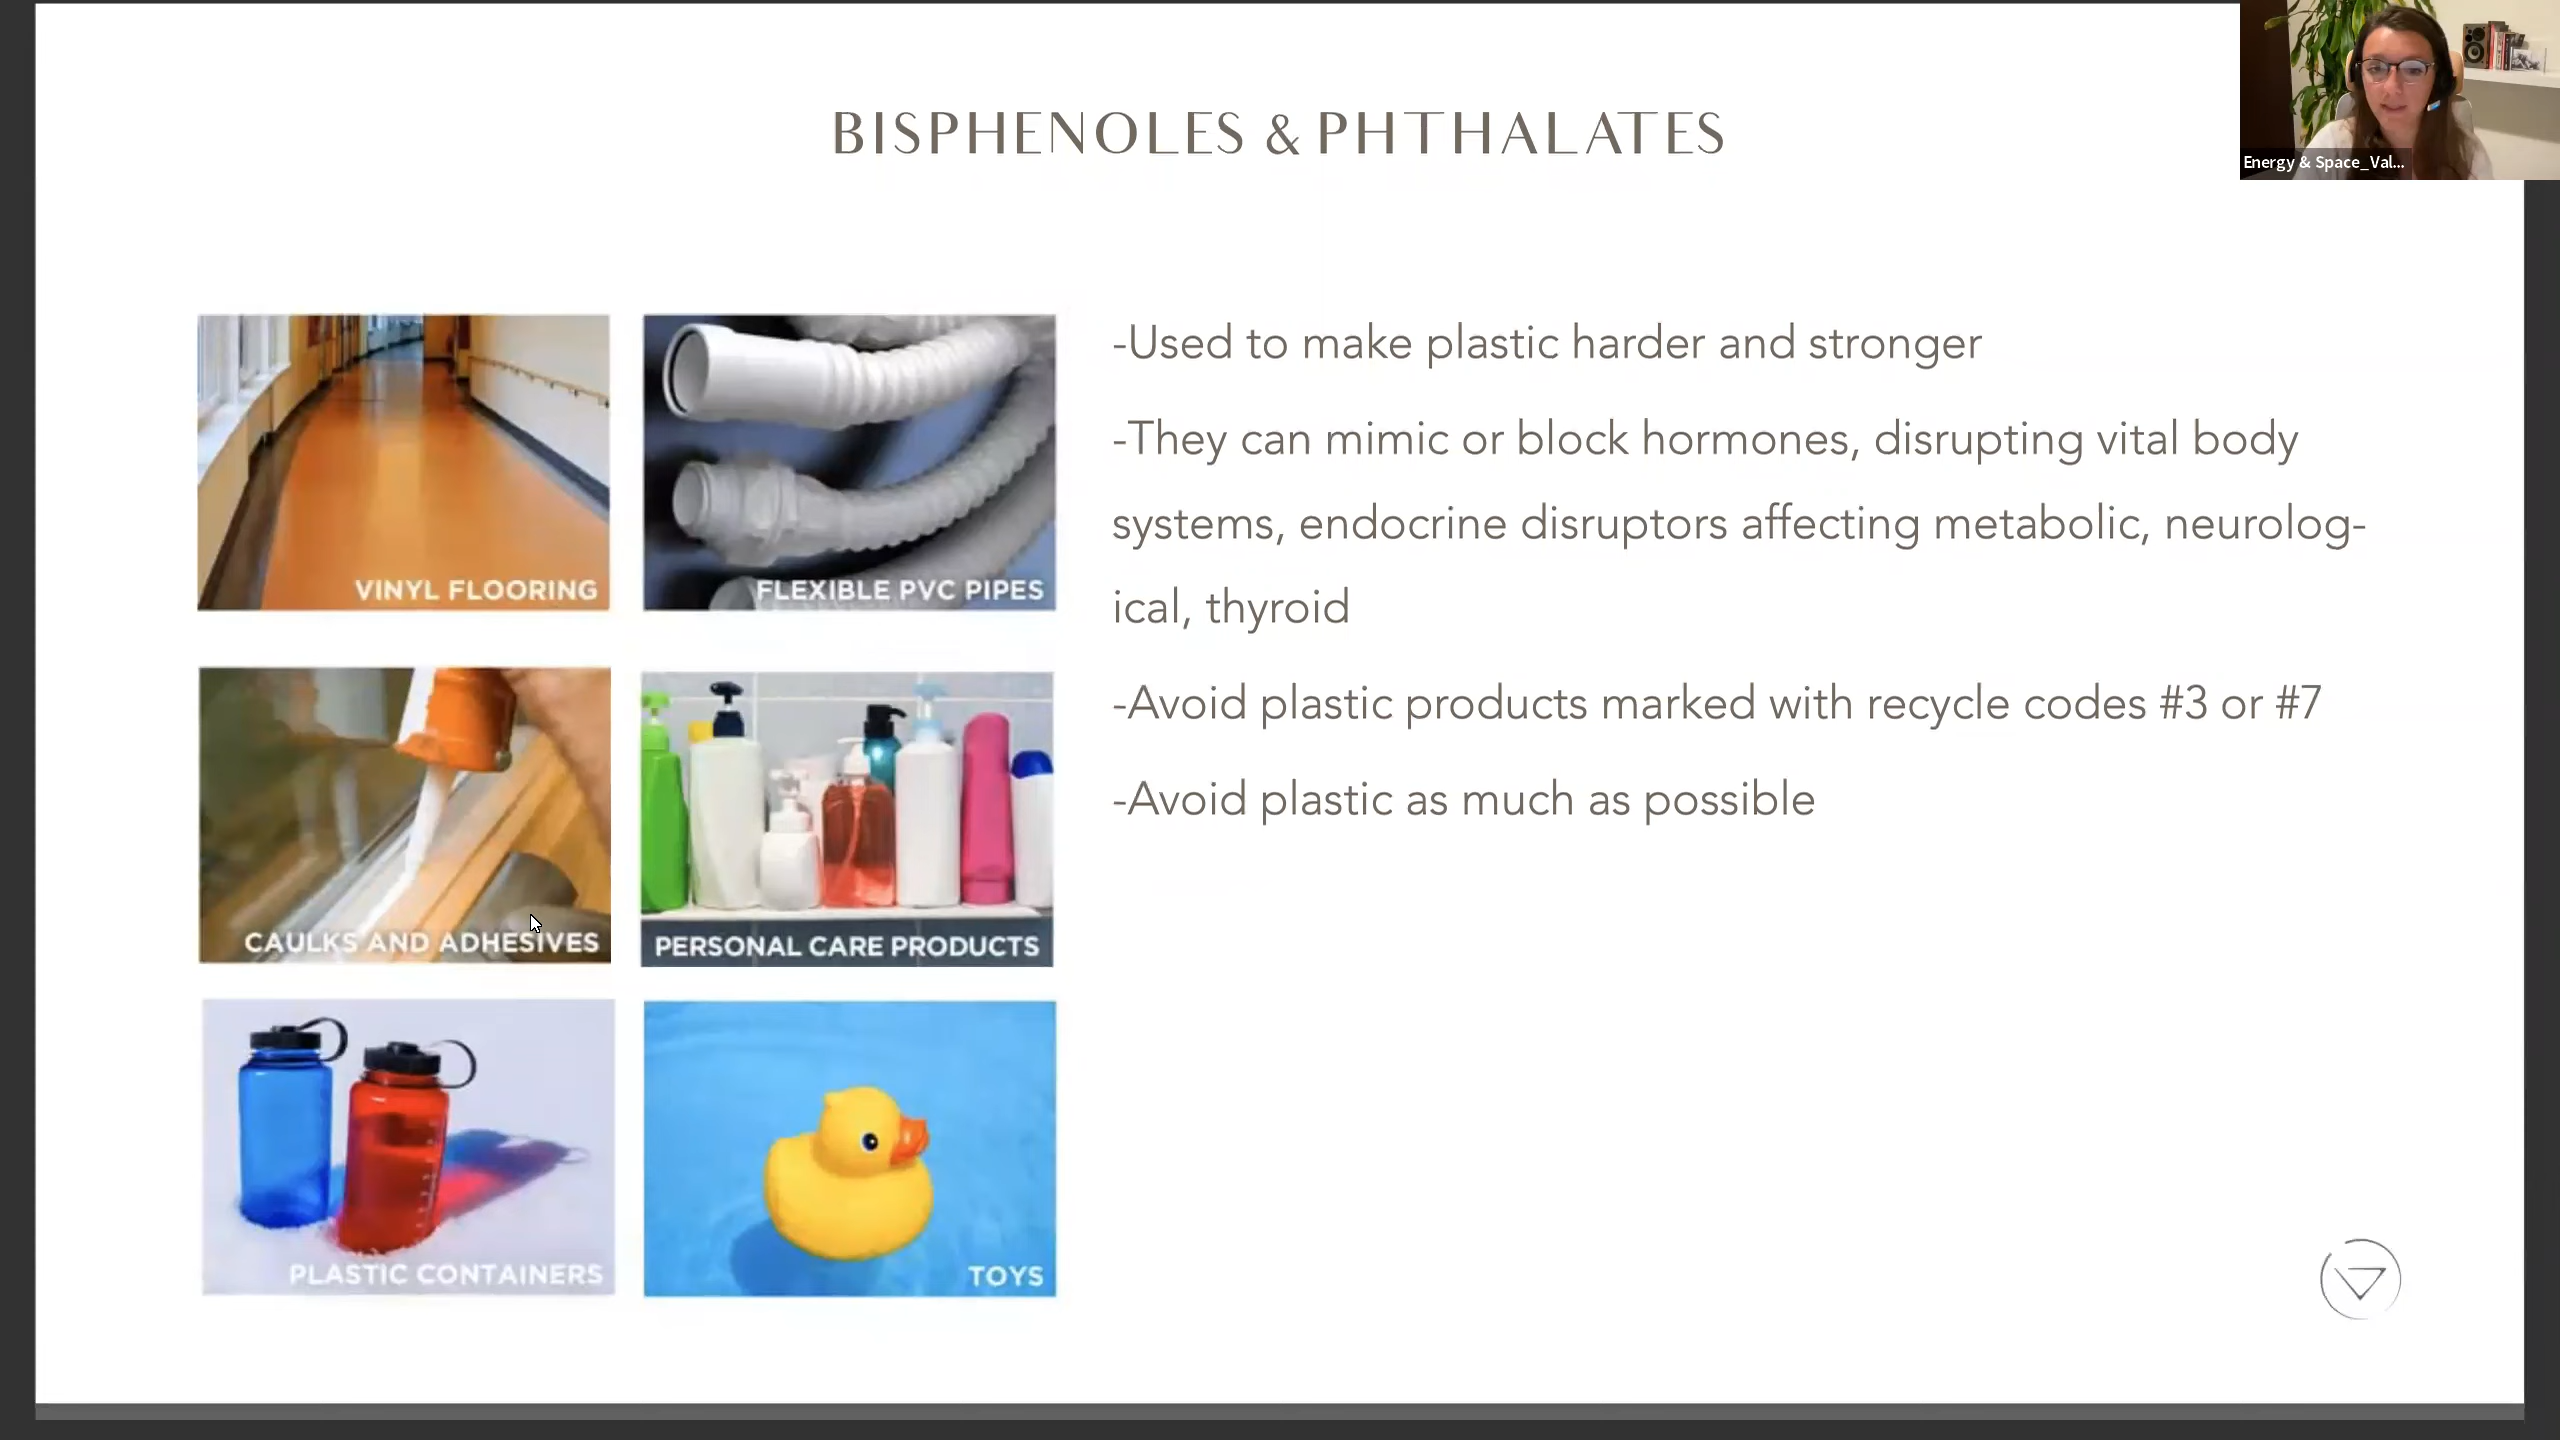 BISPHENOLES & PHTHALATES
Energy & Space_Val...
VINYL FLOORING
FLEXIBLE PVC PIPES
CAULKS AND ADHESIVES
PERSONAL CARE PRODUCTS
PLASTIC CONTAINERS
TOYS
-Used to make plastic harder and stronger
-They can mimic or block hormones, disrupting vital body
systems, endocrine disruptors affecting metabolic, neurolog-
ical, thyroid
-Avoid plastic products marked with recycle codes #3 or #7
-Avoid plastic as much as possible